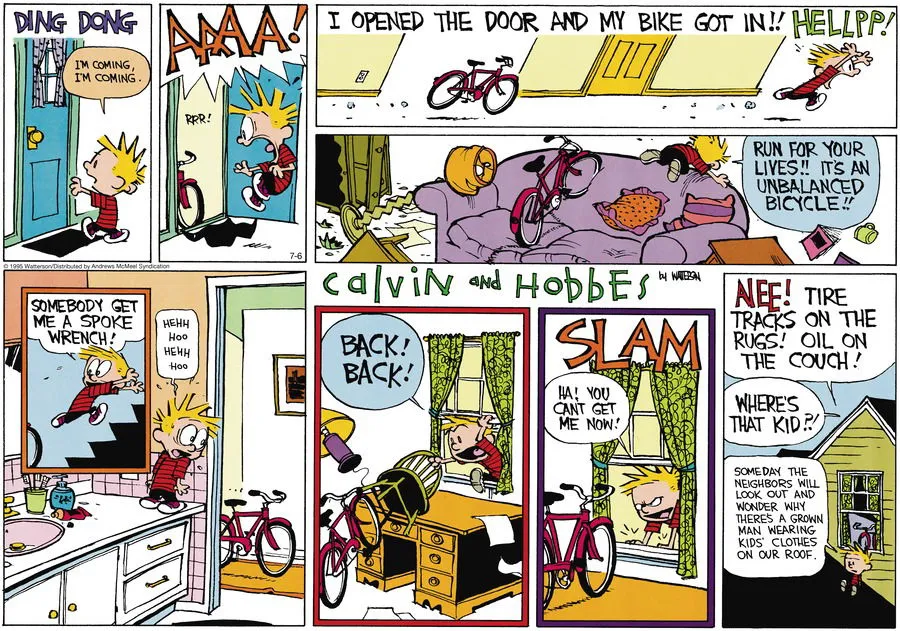 DING DONG
I'M COMING,
I'M COMING.
AAAA!
RRR!
7-6
© 1995 Watterson/Distributed by Andrews McMeel Syndication
I OPENED THE DOOR AND MY BIKE GOT IN!! HELLPP!
RUN FOR YOUR
LIVES!! IT'S AN
UNBALANCED
BICYCLE!!
SOMEBODY GET
ME A SPOKE
WRENCH!
HEHH
HOO
HEHH
HOO
CALVIN AND HOBBES by WATTERSON
BACK!
BACK!
SLAM
HA! YOU
CAN'T GET
ME NOW!
NEE! TIRE
TRACKS ON THE
RUGS! OIL ON
THE COUCH!
WHERE'S
THAT KID?!
SOMEDAY THE
NEIGHBORS WILL
LOOK OUT AND
WONDER WHY
THERE'S A GROWN
MAN WEARING
KIDS' CLOTHES
ON OUR ROOF.